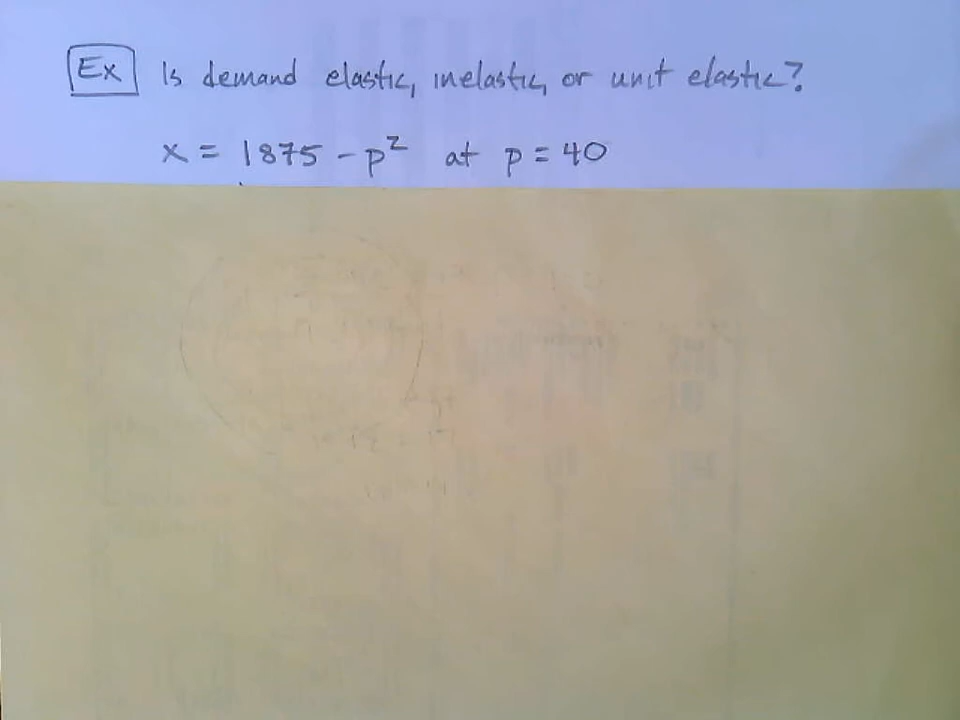 Ex Is demand elastic, inelastic, or unit elastic?
x = 1875 - p² at p = 40